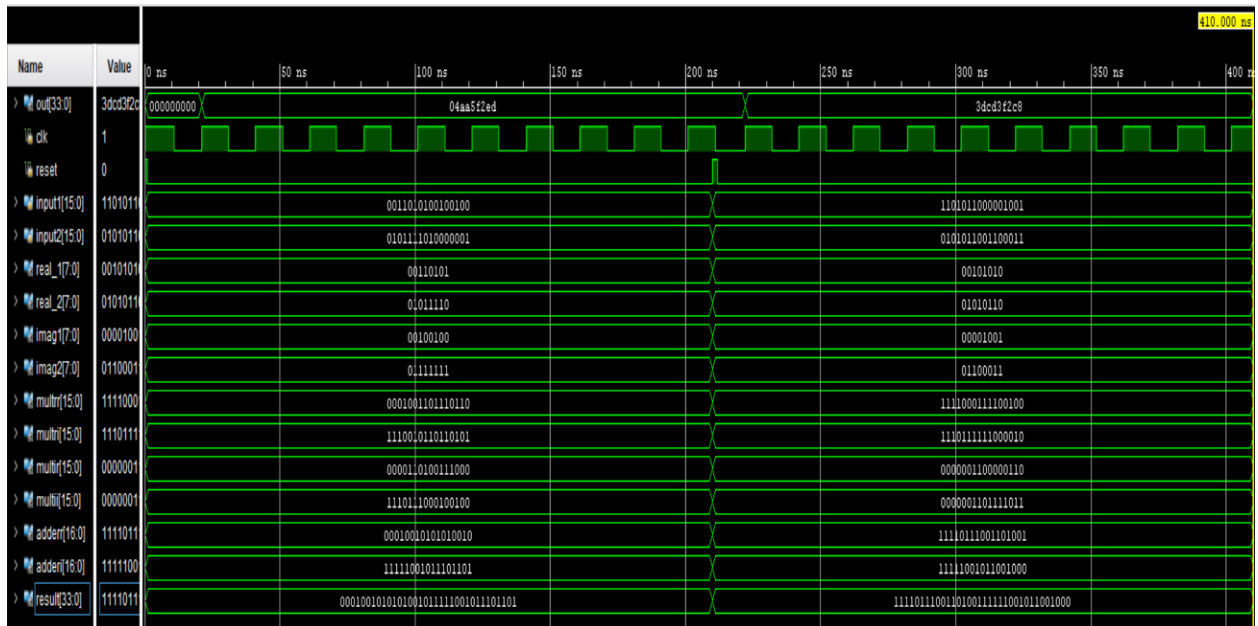 410.000 ns
Name Value 0 ns 50 ns 100 ns 150 ns 200 ns 250 ns 300 ns 350 ns 400 n
out[33:0] 3dcd3f2c 000000000 04aa5f2ed 3dcd3f2c8
clk 1
reset 0
input1[15:0] 1101011 0011010100100100 1101011000001001
input2[15:0] 0101011 0101111010000001 0101011001100011
real_1[7:0] 0010101 00110101 00101010
real_2[7:0] 0101011 01011110 01010110
imag1[7:0] 0000100 00100100 00001001
imag2[7:0] 0110001 01111111 01100011
multrr[15:0] 1111000 0001001101110110 1111000111100100
multri[15:0] 1110111 1110010110110101 1110111111000010
multir[15:0] 0000001 0000110100111000 0000001100000110
multii[15:0] 0000001 1110111000100100 0000001101111011
adderr[16:0] 1111011 00010010101010010 11110111001101001
adderi[16:0] 1111100 11111001011101101 11111001011001000
result[33:0] 1111011 0001001010101001011111001011101101 1111011100110100111111001011001000